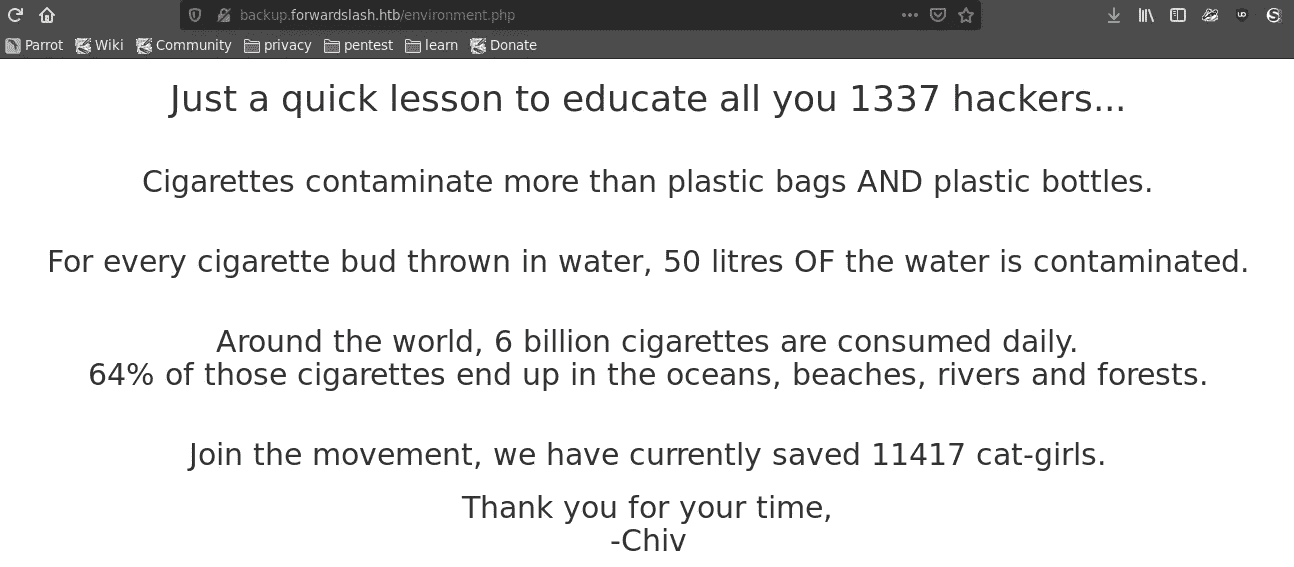 backup.forwardslash.htb/environment.php
Parrot Wiki Community privacy pentest learn Donate
Just a quick lesson to educate all you 1337 hackers...
Cigarettes contaminate more than plastic bags AND plastic bottles.
For every cigarette bud thrown in water, 50 litres OF the water is contaminated.
Around the world, 6 billion cigarettes are consumed daily.
64% of those cigarettes end up in the oceans, beaches, rivers and forests.
Join the movement, we have currently saved 11417 cat-girls.
Thank you for your time,
-Chiv